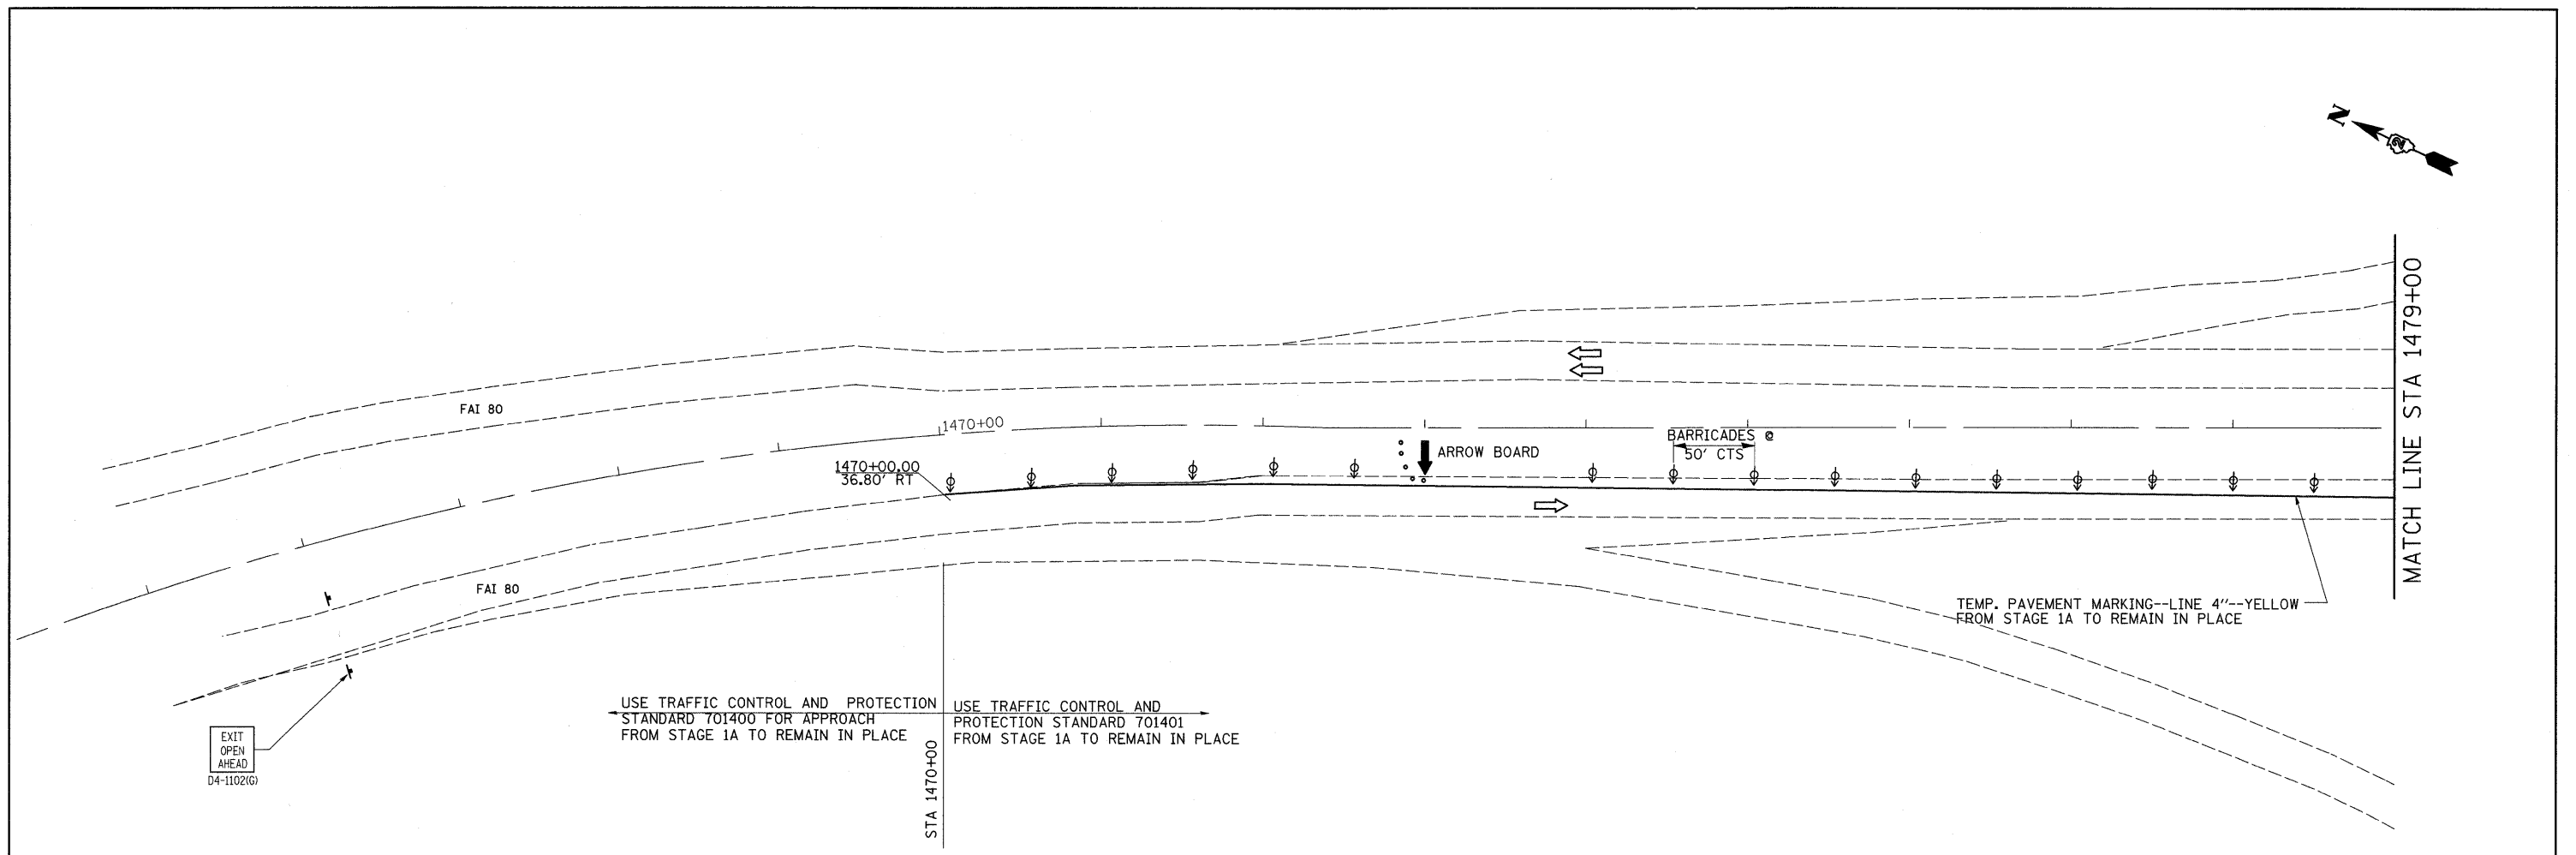 N
MATCH LINE STA 1479+00
FAI 80
1470+00
BARRICADES @
50' CTS
ARROW BOARD
1470+00.00
36.80' RT
FAI 80
TEMP. PAVEMENT MARKING--LINE 4"--YELLOW
FROM STAGE 1A TO REMAIN IN PLACE
USE TRAFFIC CONTROL AND PROTECTION
STANDARD 701400 FOR APPROACH
FROM STAGE 1A TO REMAIN IN PLACE
USE TRAFFIC CONTROL AND
PROTECTION STANDARD 701401
FROM STAGE 1A TO REMAIN IN PLACE
STA 1470+00
EXIT
OPEN
AHEAD
D4-1102(G)